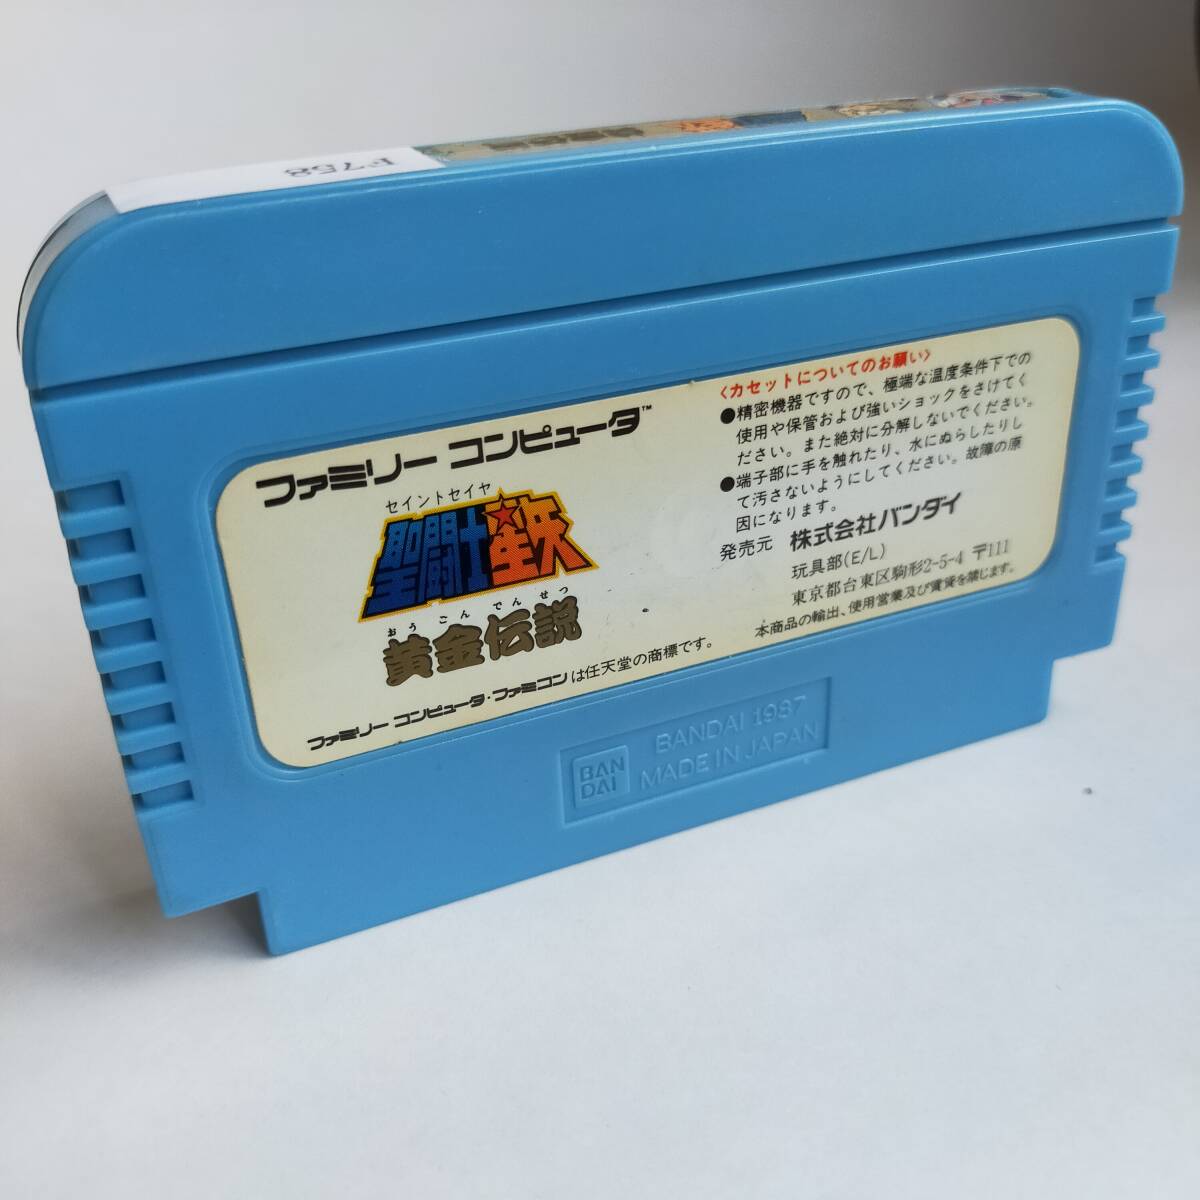 F758
ファミリー コンピュータ™
セイントセイヤ
聖闘士星矢
おうごんでんせつ
黄金伝説
ファミリー コンピュータ・ファミコンは任天堂の商標です。
〈カセットについてのお願い〉
●精密機器ですので、極端な温度条件下での
使用や保管および強いショックをさけてく
ださい。また絶対に分解しないでください。
●端子部に手を触れたり、水にぬらしたりし
て汚さないようにしてください。故障の原
因になります。
発売元 株式会社バンダイ
玩具部(E/L)
東京都台東区駒形2-5-4 〒111
本商品の輸出、使用営業及び賃貸を禁じます。
BAN
DAI
BANDAI 1987
MADE IN JAPAN